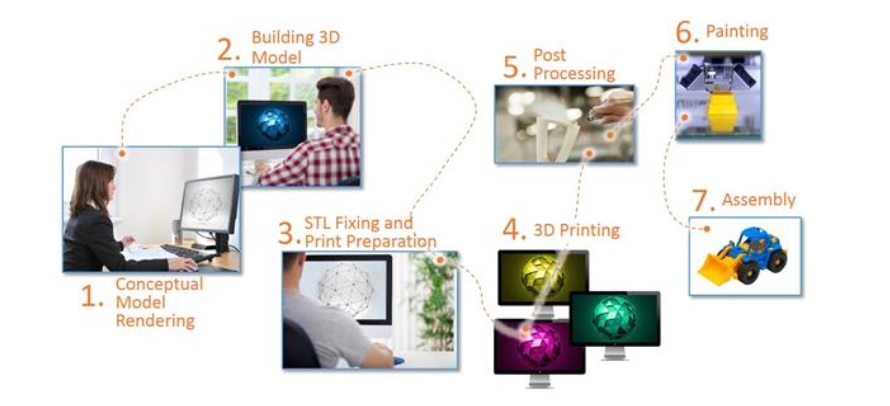 1. Conceptual
Model
Rendering
2. Building 3D
Model
3. STL Fixing and
Print Preparation
4. 3D Printing
5. Post
Processing
6. Painting
7. Assembly